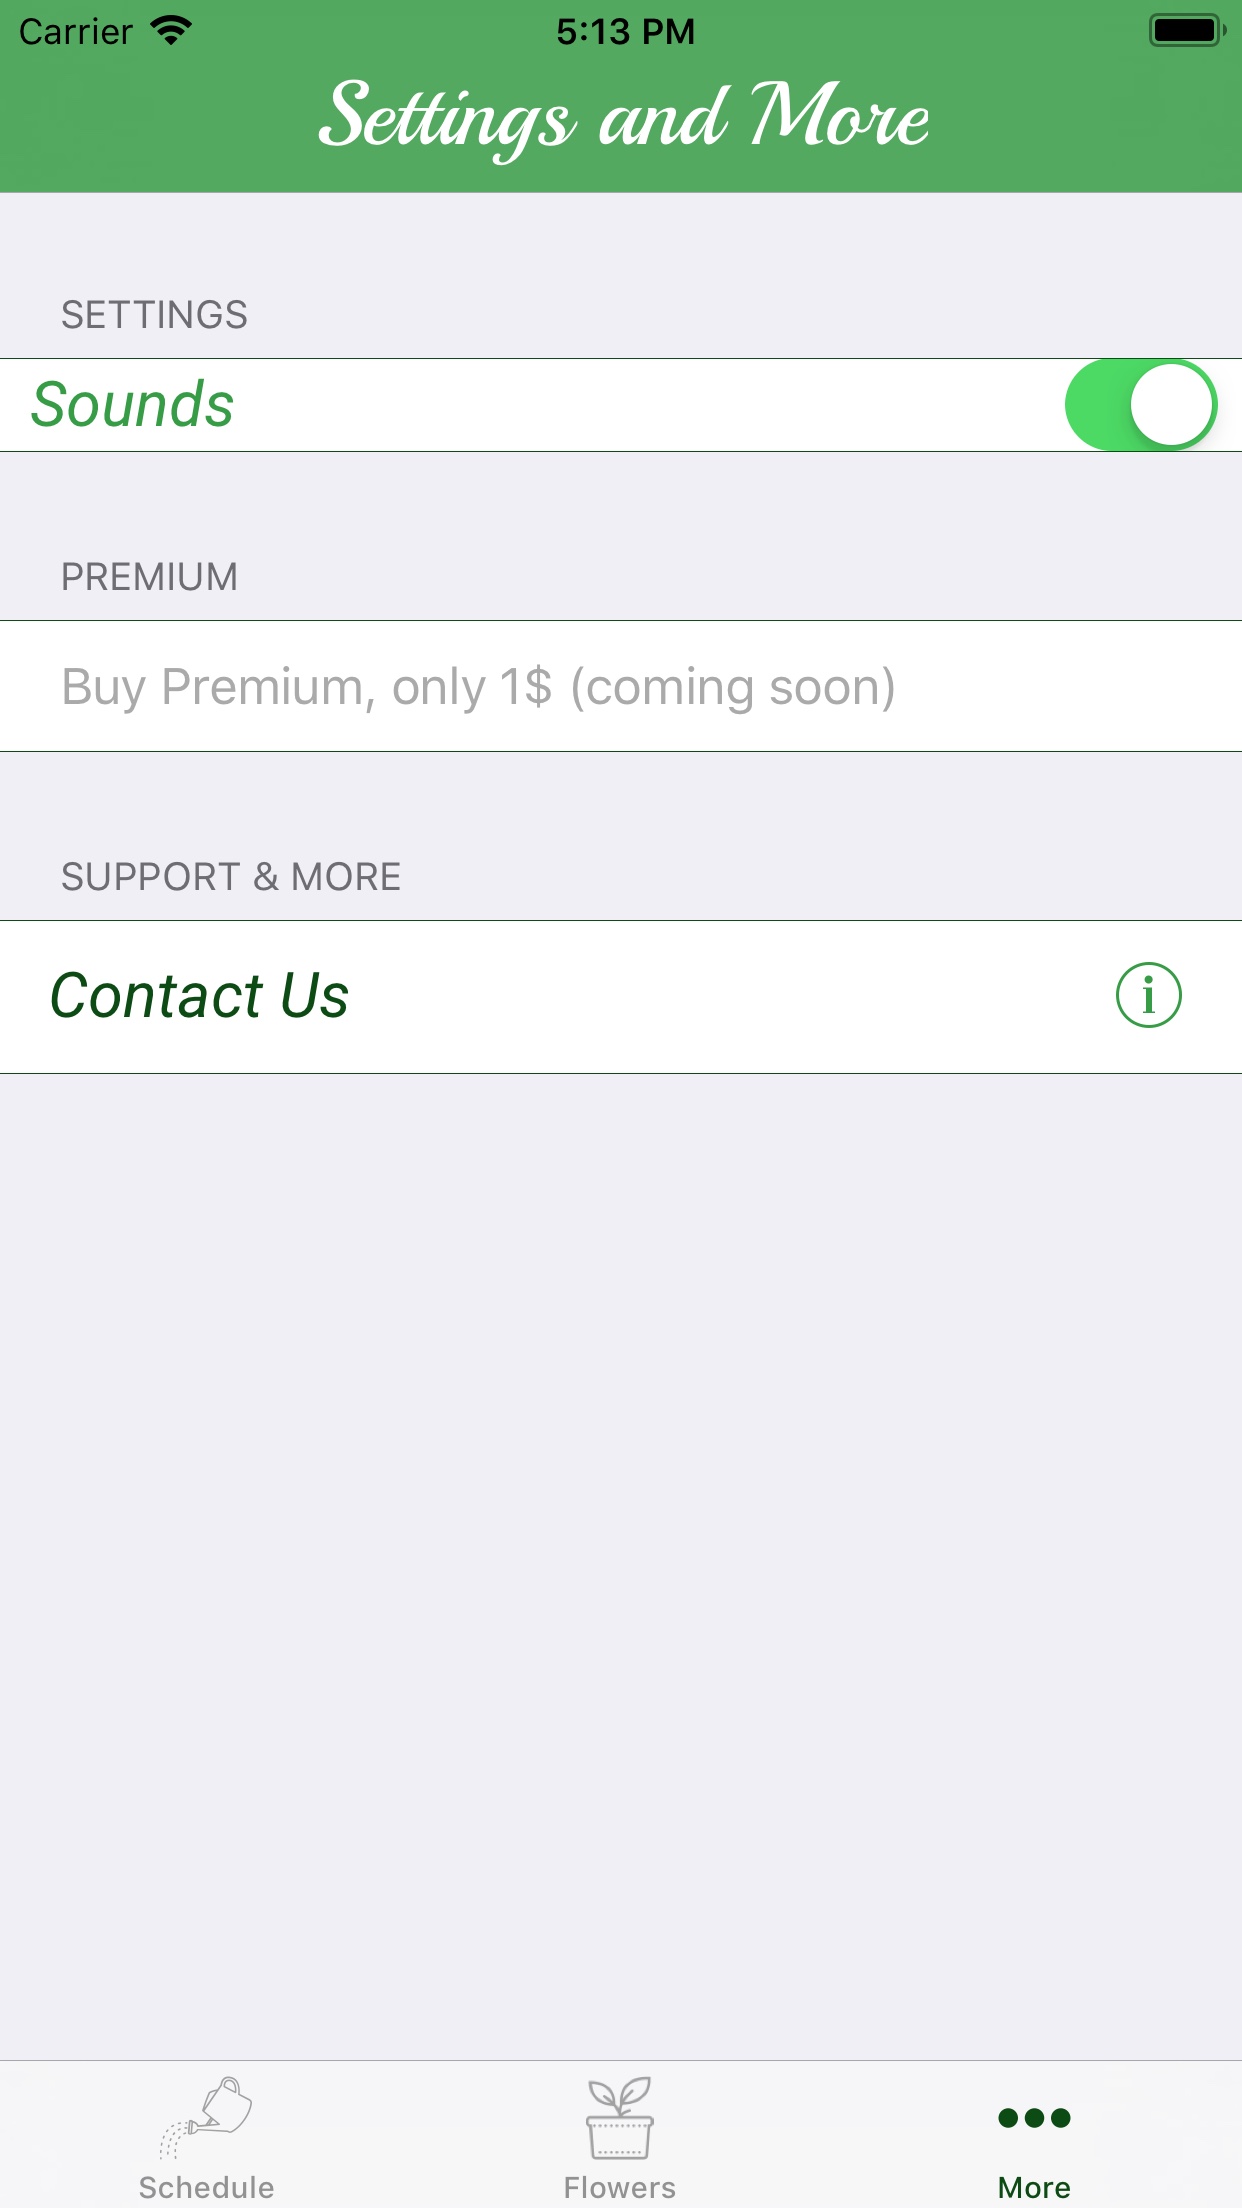 Carrier 5:13 PM
Settings and More
SETTINGS
Sounds
PREMIUM
Buy Premium, only 1$ (coming soon)
SUPPORT & MORE
Contact Us
i
Schedule Flowers More